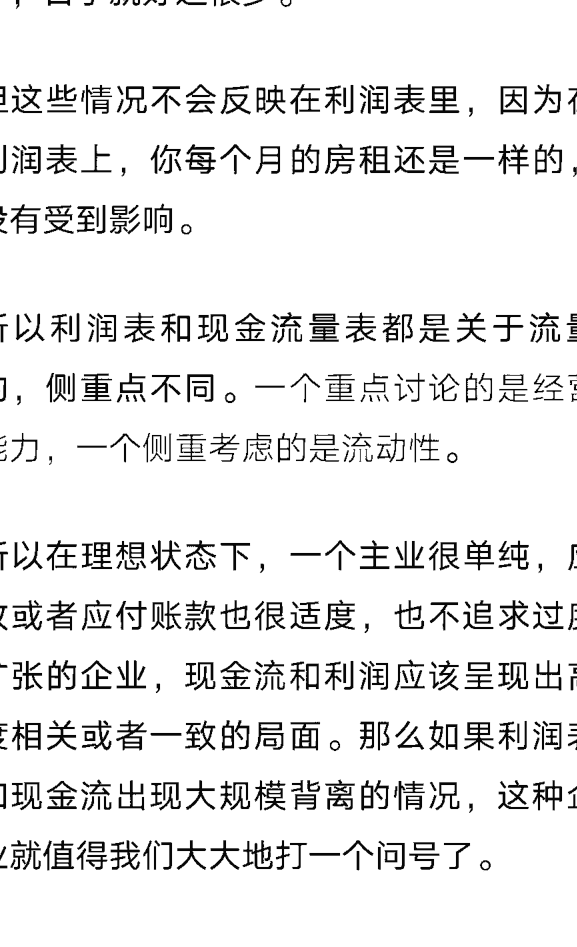 但这些情况不会反映在利润表里，因为在
利润表上，你每个月的房租还是一样的，
没有受到影响。
所以利润表和现金流量表都是关于流量
的，侧重点不同。一个重点讨论的是经营
能力，一个侧重考虑的是流动性。
所以在理想状态下，一个主业很单纯，应
收或者应付账款也很适度，也不追求过度
扩张的企业，现金流和利润应该呈现出高
度相关或者一致的局面。那么如果利润表
和现金流出现大规模背离的情况，这种企
业就值得我们大大地打一个问号了。